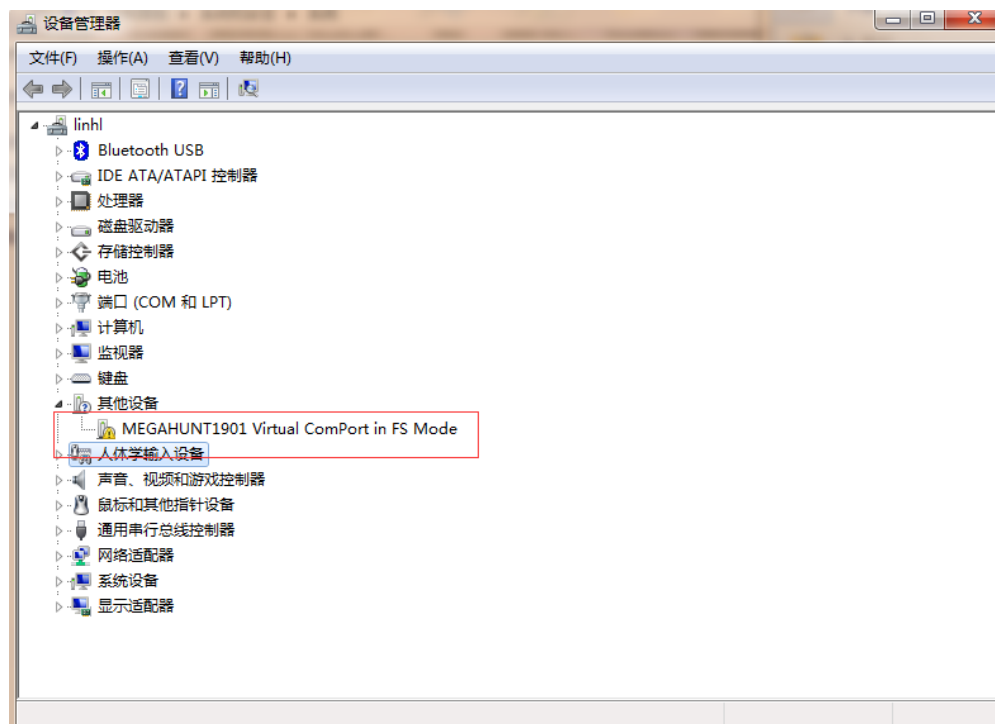 设备管理器
文件(F) 操作(A) 查看(V) 帮助(H)
linhl
Bluetooth USB
IDE ATA/ATAPI 控制器
处理器
磁盘驱动器
存储控制器
电池
端口 (COM 和 LPT)
计算机
监视器
键盘
其他设备
MEGAHUNT1901 Virtual ComPort in FS Mode
人体学输入设备
声音、视频和游戏控制器
鼠标和其他指针设备
通用串行总线控制器
网络适配器
系统设备
显示适配器